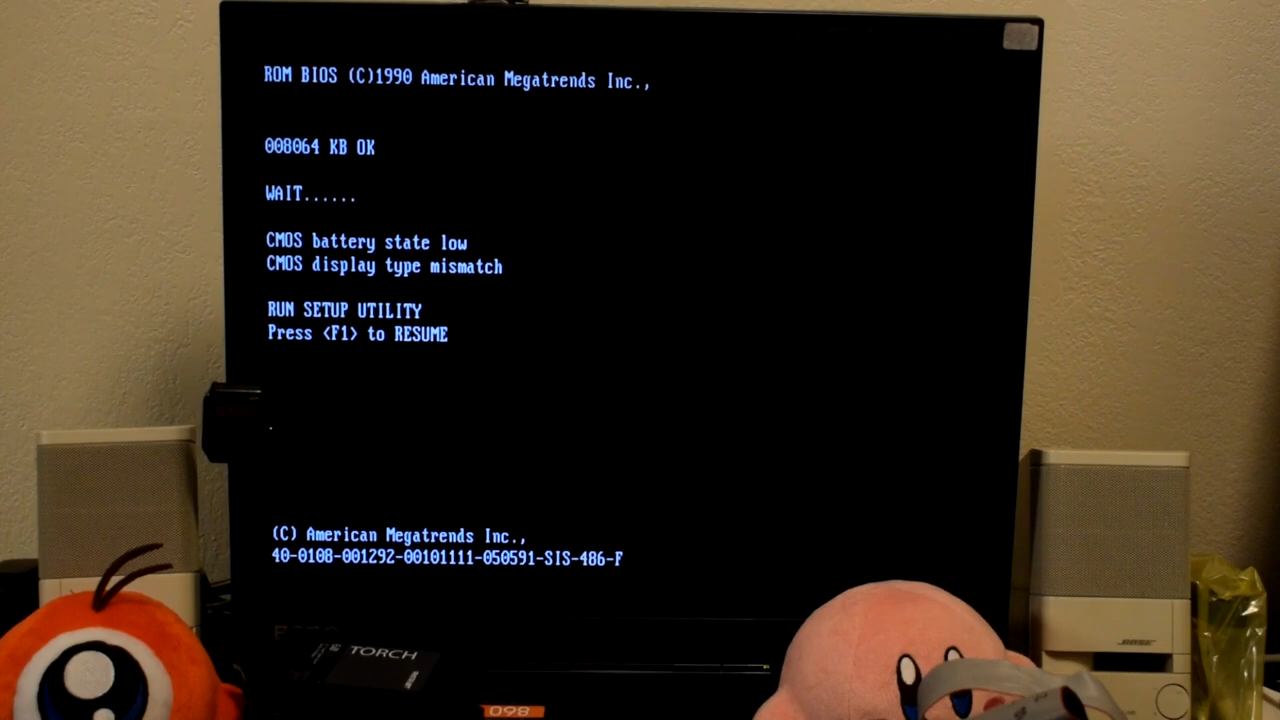 ROM BIOS (C)1990 American Megatrends Inc.,
008064 KB OK
WAIT......
CMOS battery state low
CMOS display type mismatch
RUN SETUP UTILITY
Press <F1> to RESUME
(C) American Megatrends Inc.,
40-0108-001292-00101111-050591-SIS-486-F
TORCH
BOSE
098